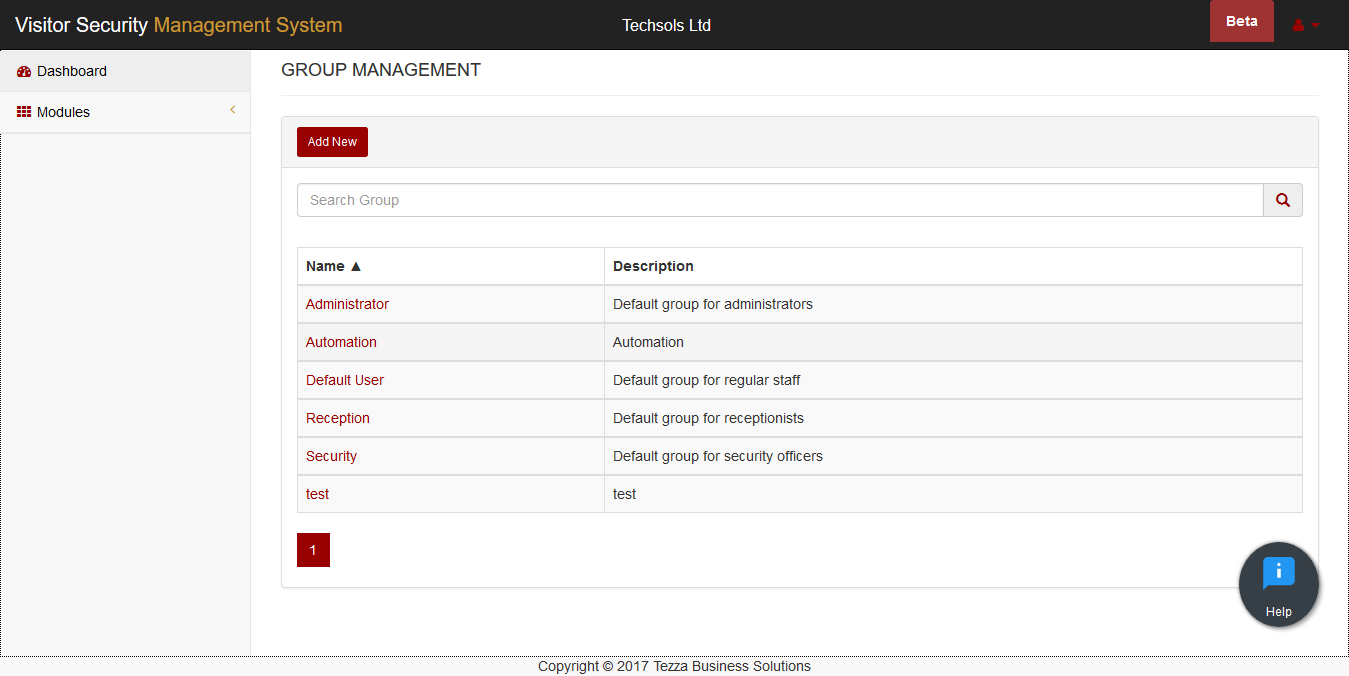 Visitor Security Management System
Techsols Ltd
Beta
Dashboard
Modules
GROUP MANAGEMENT
Add New
Search Group
Name ▲ Description
Administrator Default group for administrators
Automation Automation
Default User Default group for regular staff
Reception Default group for receptionists
Security Default group for security officers
test test
1
Help
Copyright © 2017 Tezza Business Solutions